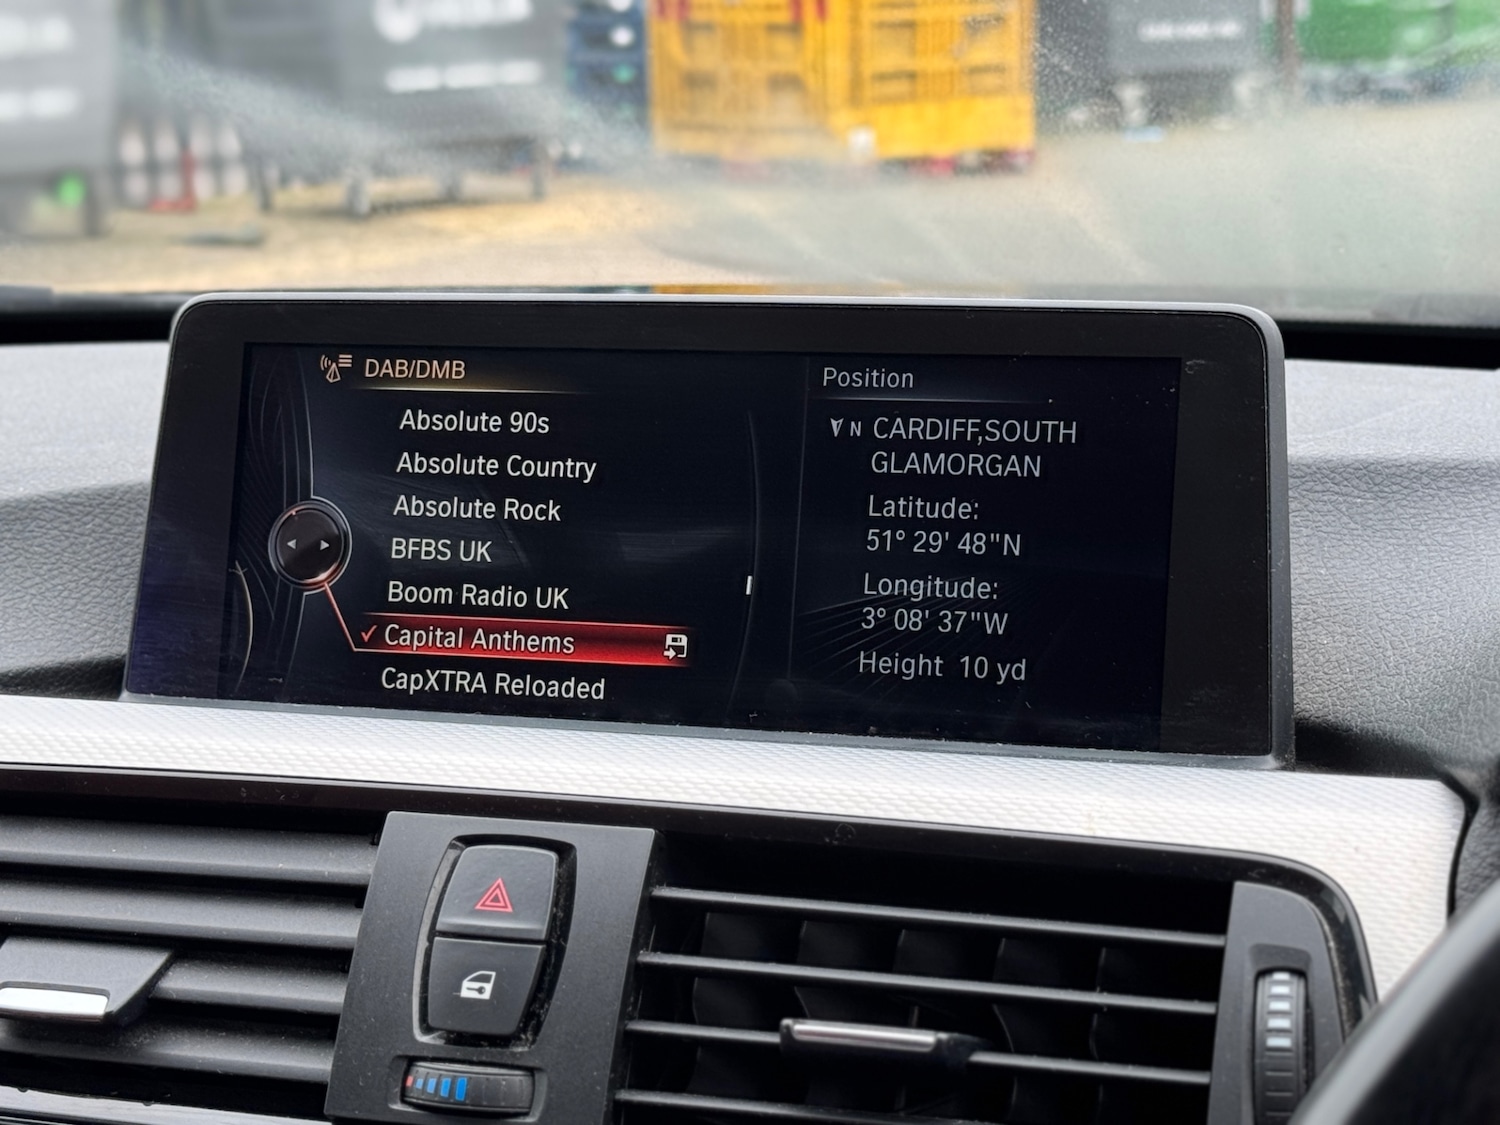 DAB/DMB
Absolute 90s
Absolute Country
Absolute Rock
BFBS UK
Boom Radio UK
✓ Capital Anthems
CapXTRA Reloaded
Position
N CARDIFF,SOUTH
GLAMORGAN
Latitude:
51° 29' 48"N
Longitude:
3° 08' 37"W
Height 10 yd